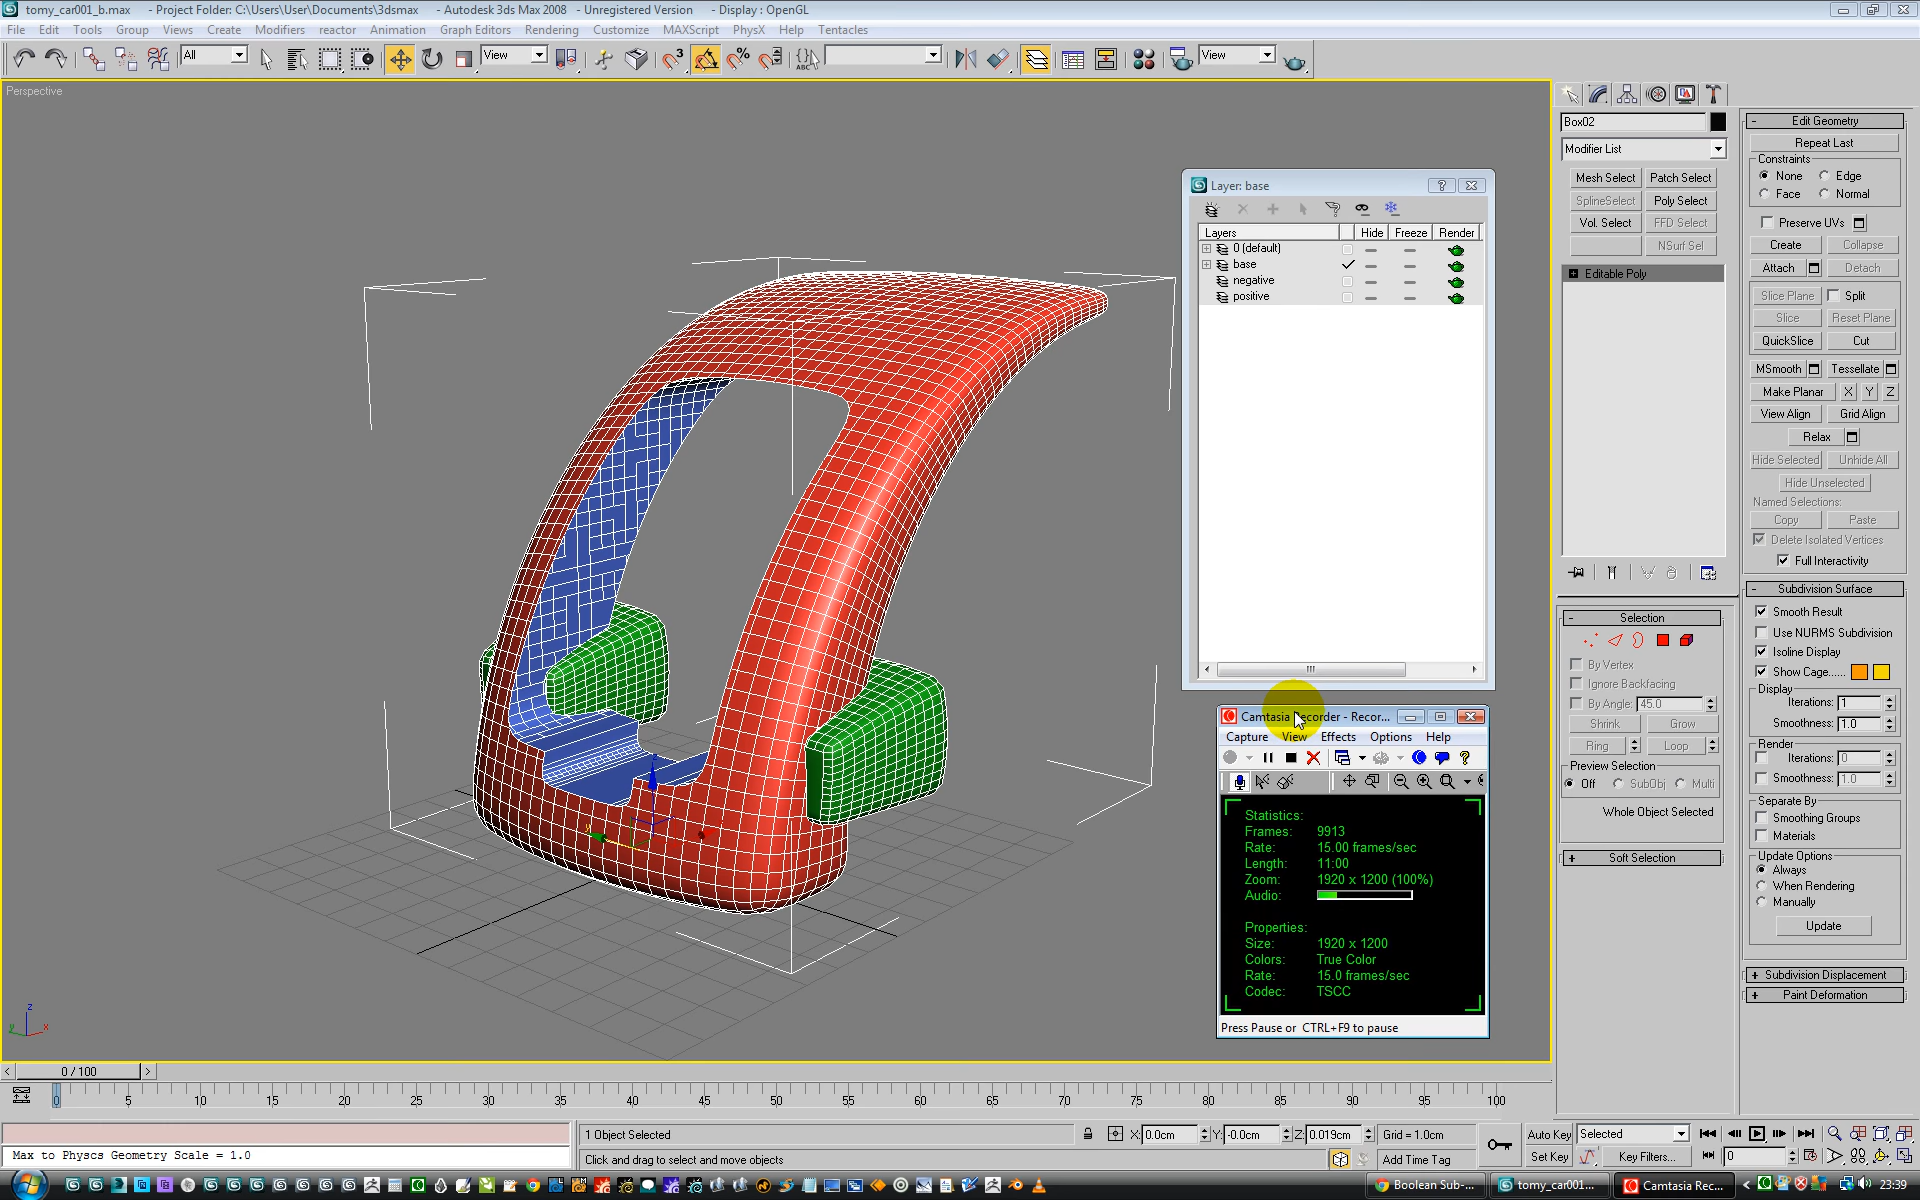 tomy_car001_b.max - Project Folder: C:\Users\User\Documents\3dsmax - Autodesk 3ds Max 2008 - Unregistered Version - Display : OpenGL
File Edit Tools Group Views Create Modifiers reactor Animation Graph Editors Rendering Customize MAXScript PhysX Help Tentacles
All View View
Perspective
Box02
Modifier List
Mesh Select Patch Select
SplineSelect Poly Select
Vol. Select FFD Select
NSurf Sel
Editable Poly
Selection
By Vertex
Ignore Backfacing
By Angle: 45.0
Shrink Grow
Ring Loop
Preview Selection
Off SubObj Multi
Whole Object Selected
+ Soft Selection
- Edit Geometry
Repeat Last
Constraints
None Edge
Face Normal
Preserve UVs
Create Collapse
Attach Detach
Slice Plane Split
Slice Reset Plane
QuickSlice Cut
MSmooth Tessellate
Make Planar X Y Z
View Align Grid Align
Relax
Hide Selected Unhide All
Hide Unselected
Named Selections:
Copy Paste
Delete Isolated Vertices
Full Interactivity
- Subdivision Surface
Smooth Result
Use NURMS Subdivision
Isoline Display
Show Cage......
Display
Iterations: 1
Smoothness: 1.0
Render
Iterations: 0
Smoothness: 1.0
Separate By
Smoothing Groups
Materials
Update Options
Always
When Rendering
Manually
Update
+ Subdivision Displacement
+ Paint Deformation
Layer: base
Layers Hide Freeze Render
0 (default)
base
negative
positive
Camtasia Recorder - Recor...
Capture View Effects Options Help
Statistics:
Frames: 9913
Rate: 15.00 frames/sec
Length: 11:00
Zoom: 1920 x 1200 (100%)
Audio:
Properties:
Size: 1920 x 1200
Colors: True Color
Rate: 15.0 frames/sec
Codec: TSCC
Press Pause or CTRL+F9 to pause
z
y x
0 / 100
0 5 10 15 20 25 30 35 40 45 50 55 60 65 70 75 80 85 90 95 100
1 Object Selected X: 0.0cm Y: -0.0cm Z: 0.019cm Grid = 1.0cm Auto Key Selected
Max to Physcs Geometry Scale = 1.0
Click and drag to select and move objects Add Time Tag Set Key Key Filters... 0
Boolean Sub-... tomy_car001... Camtasia Rec... 23:39